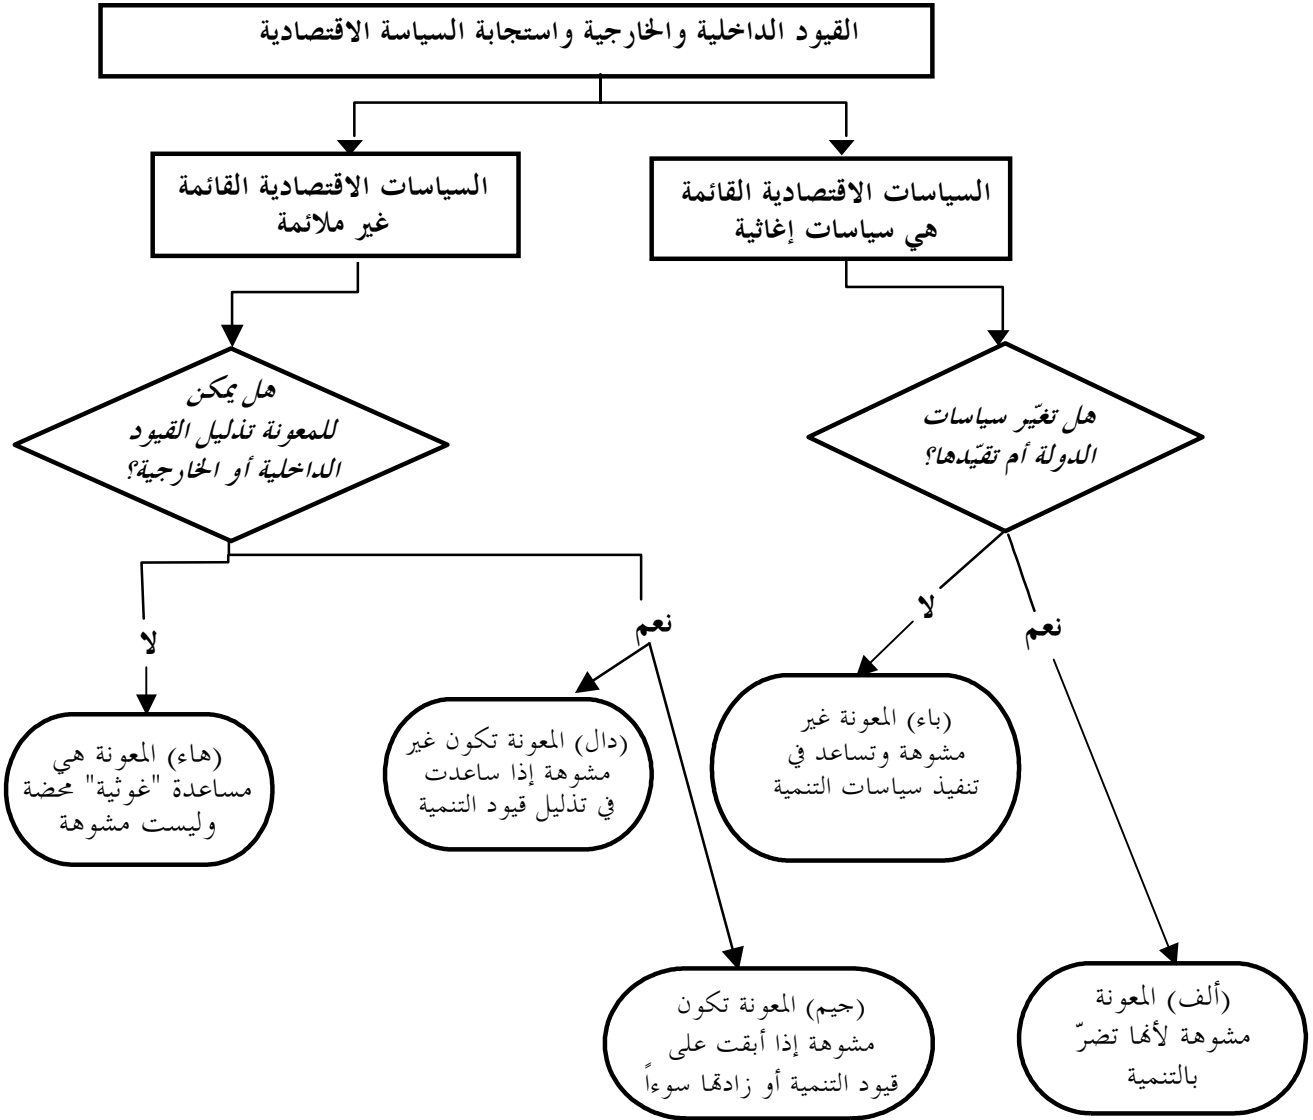 القيود الداخلية والخارجية واستجابة السياسة الاقتصادية
السياسات الاقتصادية القائمة
هي سياسات إغاثية
السياسات الاقتصادية القائمة
غير ملائمة
هل تغيّر سياسات
الدولة أم تقيّدها؟
هل يمكن
للمعونة تذليل القيود
الداخلية أو الخارجية؟
نعم
لا
نعم
لا
(باء) المعونة غير
مشوهة وتساعد في
تنفيذ سياسات التنمية
(دال) المعونة تكون غير
مشوهة إذا ساعدت
في تذليل قيود التنمية
(هاء) المعونة هي
مساعدة "غوثية" محضة
وليست مشوهة
(ألف) المعونة
مشوهة لأنها تضرّ
بالتنمية
(جيم) المعونة تكون
مشوهة إذا أبقت على
قيود التنمية أو زادتها سوءاً